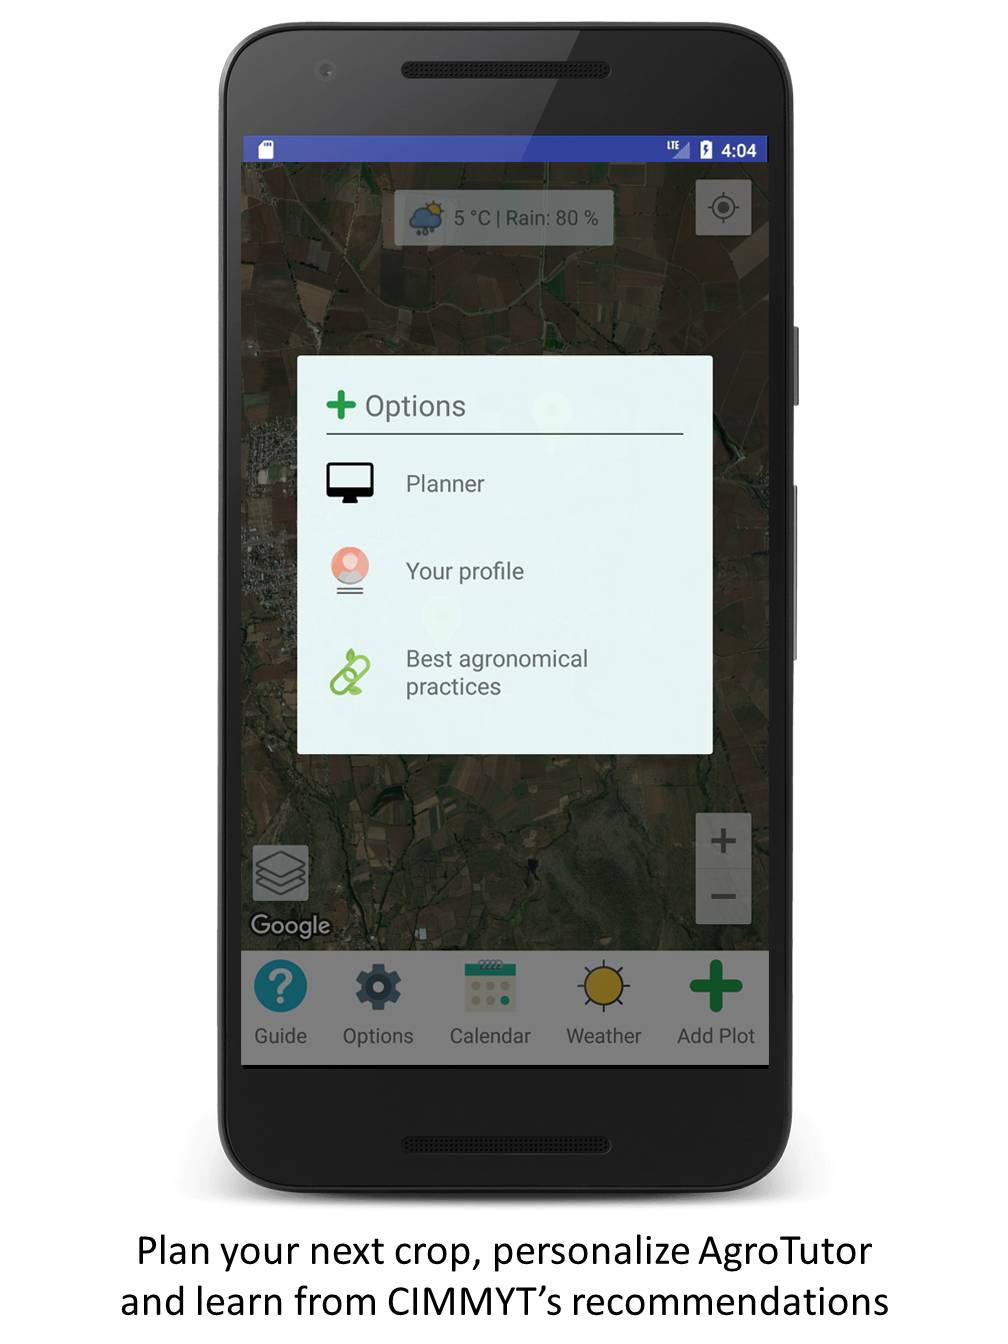 LTE 4:04
5 °C | Rain: 80 %
Options
Planner
Your profile
Best agronomical
practices
Google
Guide Options Calendar Weather Add Plot
Plan your next crop, personalize AgroTutor
and learn from CIMMYT's recommendations